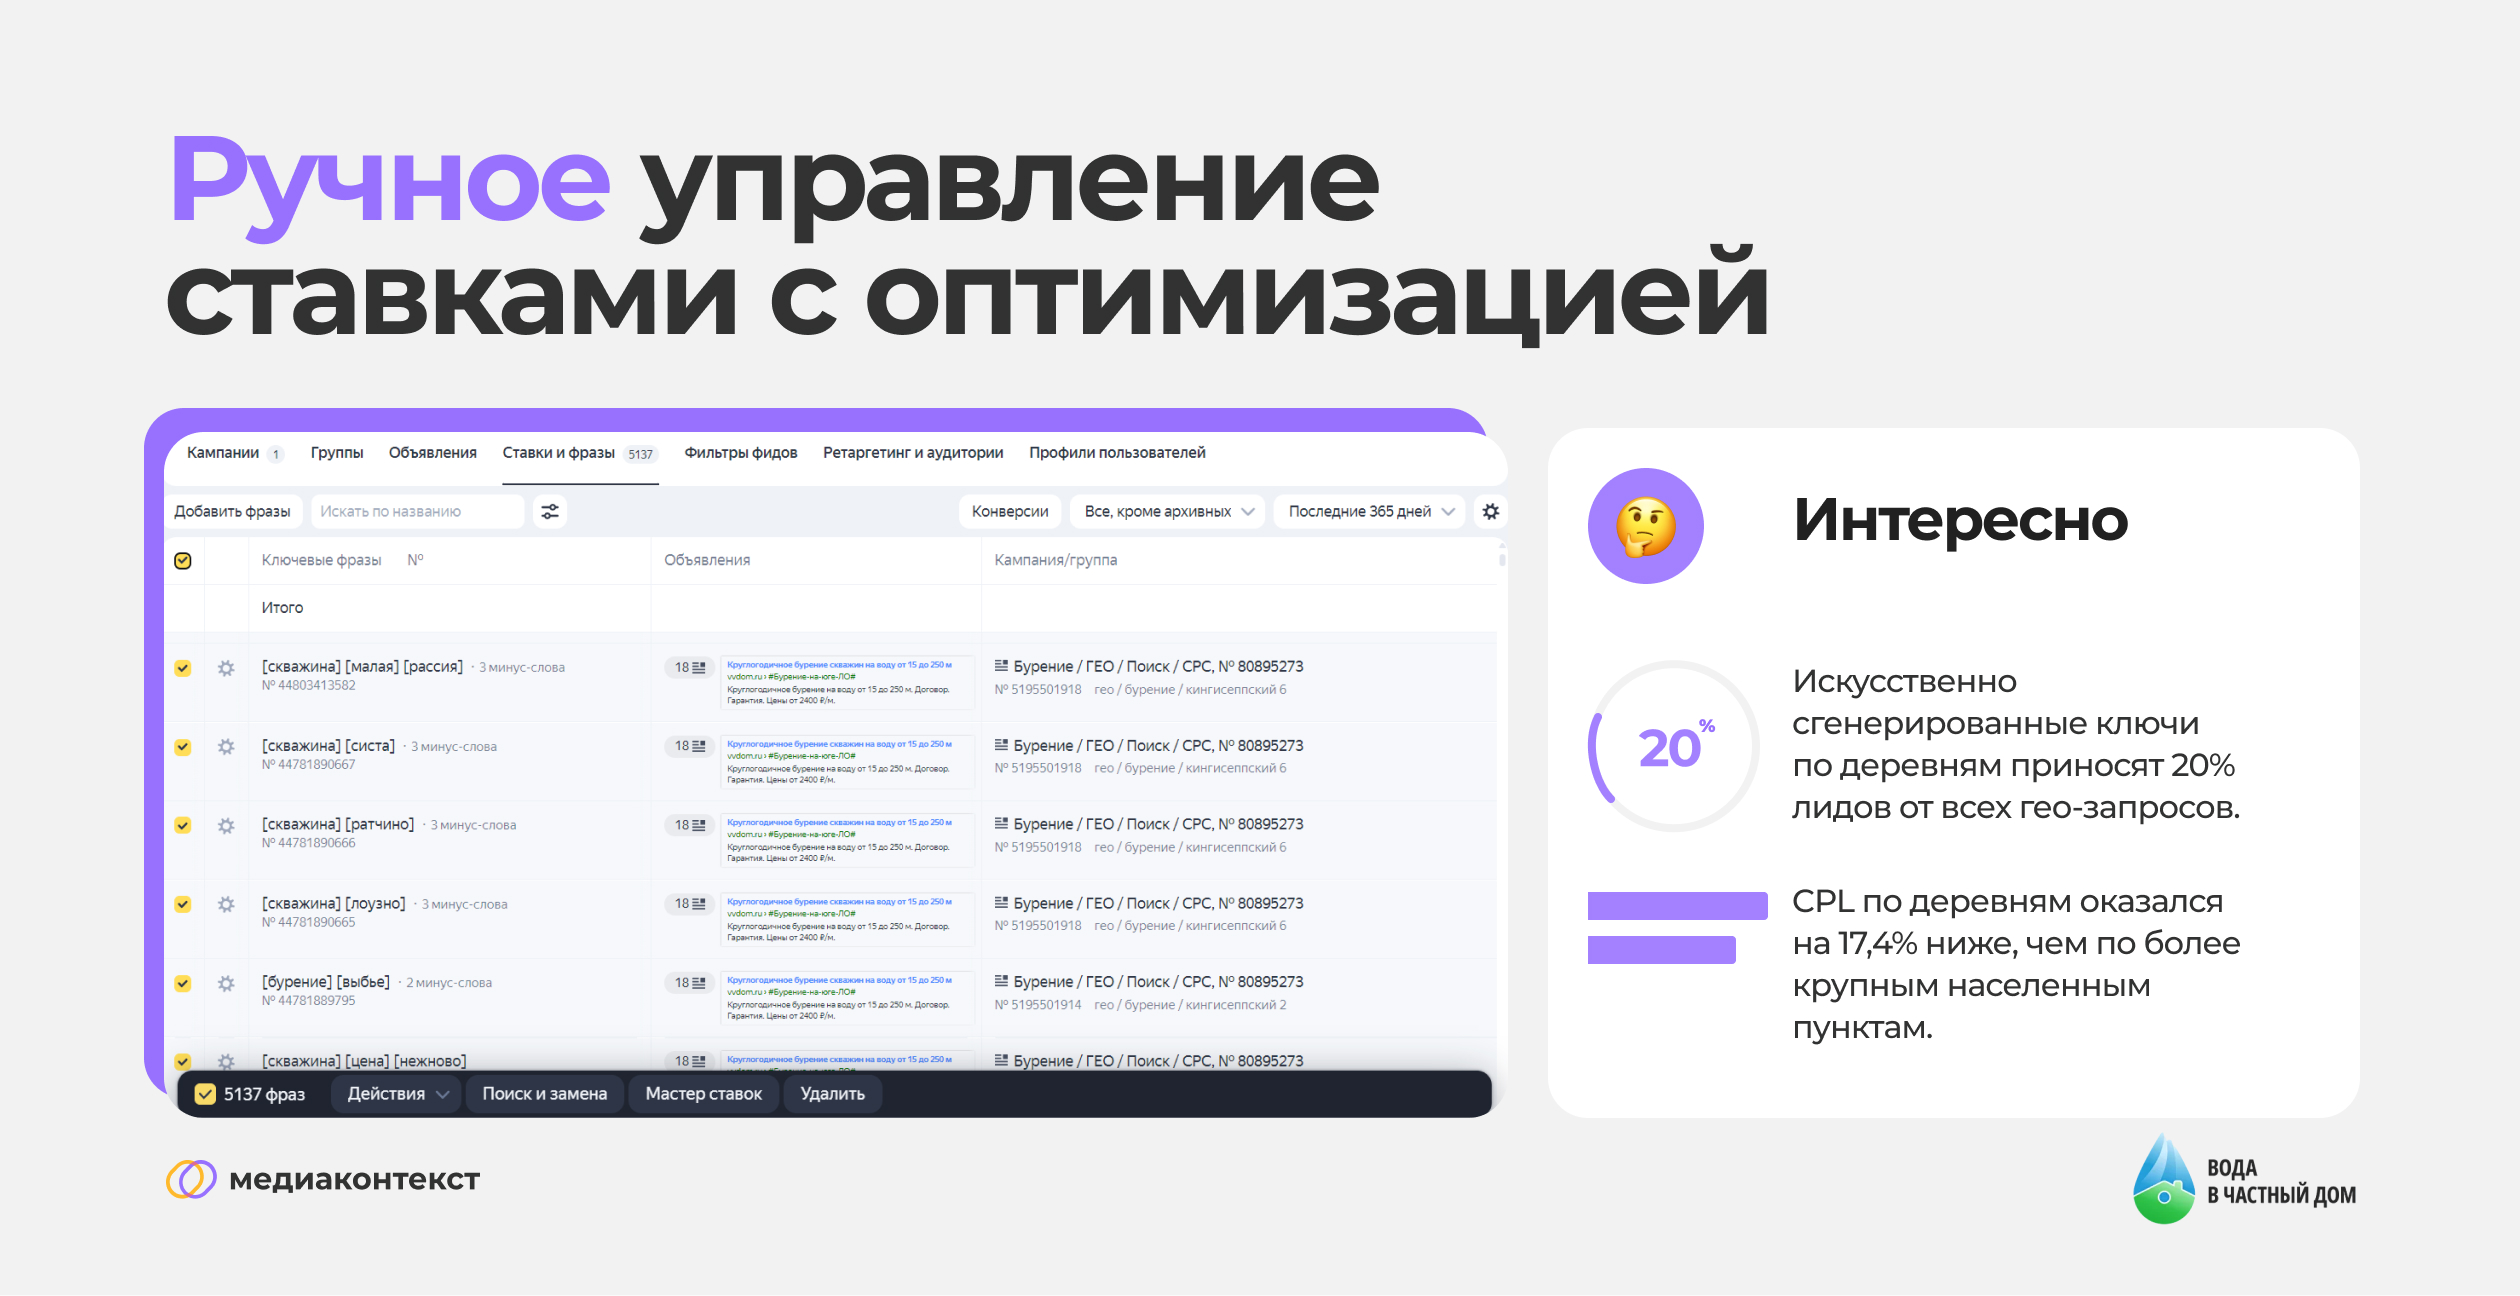 Ручное управление
ставками с оптимизацией
Кампании 1 Группы Объявления Ставки и фразы 5137 Фильтры фидов Ретаргетинг и аудитории Профили пользователей
Добавить фразы Искать по названию Конверсии Все, кроме архивных Последние 365 дней
Ключевые фразы № Объявления Кампания/группа
Итого
[скважина] [малая] [рассия] · 3 минус-слова
№ 44803413582
18
Круглогодичное бурение скважин на воду от 15 до 250 м
vvdom.ru › #Бурение-на-юге-ЛО#
Круглогодичное бурение на воду от 15 до 250 м. Договор.
Гарантия. Цены от 2400 ₽/м.
Бурение / ГЕО / Поиск / СРС, № 80895273
№ 5195501918 гео / бурение / кингисеппский 6
[скважина] [систа] · 3 минус-слова
№ 44781890667
18
Круглогодичное бурение скважин на воду от 15 до 250 м
vvdom.ru › #Бурение-на-юге-ЛО#
Круглогодичное бурение на воду от 15 до 250 м. Договор.
Гарантия. Цены от 2400 ₽/м.
Бурение / ГЕО / Поиск / СРС, № 80895273
№ 5195501918 гео / бурение / кингисеппский 6
[скважина] [ратчино] · 3 минус-слова
№ 44781890666
18
Круглогодичное бурение скважин на воду от 15 до 250 м
vvdom.ru › #Бурение-на-юге-ЛО#
Круглогодичное бурение на воду от 15 до 250 м. Договор.
Гарантия. Цены от 2400 ₽/м.
Бурение / ГЕО / Поиск / СРС, № 80895273
№ 5195501918 гео / бурение / кингисеппский 6
[скважина] [лоузно] · 3 минус-слова
№ 44781890665
18
Круглогодичное бурение скважин на воду от 15 до 250 м
vvdom.ru › #Бурение-на-юге-ЛО#
Круглогодичное бурение на воду от 15 до 250 м. Договор.
Гарантия. Цены от 2400 ₽/м.
Бурение / ГЕО / Поиск / СРС, № 80895273
№ 5195501918 гео / бурение / кингисеппский 6
[бурение] [выбье] · 2 минус-слова
№ 44781889795
18
Круглогодичное бурение скважин на воду от 15 до 250 м
vvdom.ru › #Бурение-на-юге-ЛО#
Круглогодичное бурение на воду от 15 до 250 м. Договор.
Гарантия. Цены от 2400 ₽/м.
Бурение / ГЕО / Поиск / СРС, № 80895273
№ 5195501914 гео / бурение / кингисеппский 2
[скважина] [цена] [нежново]
18
Круглогодичное бурение скважин на воду от 15 до 250 м
Бурение / ГЕО / Поиск / СРС, № 80895273
5137 фраз Действия Поиск и замена Мастер ставок Удалить
Интересно
20%
Искусственно
сгенерированные ключи
по деревням приносят 20%
лидов от всех гео-запросов.
CPL по деревням оказался
на 17,4% ниже, чем по более
крупным населенным
пунктам.
медиаконтекст
ВОДА
В ЧАСТНЫЙ ДОМ